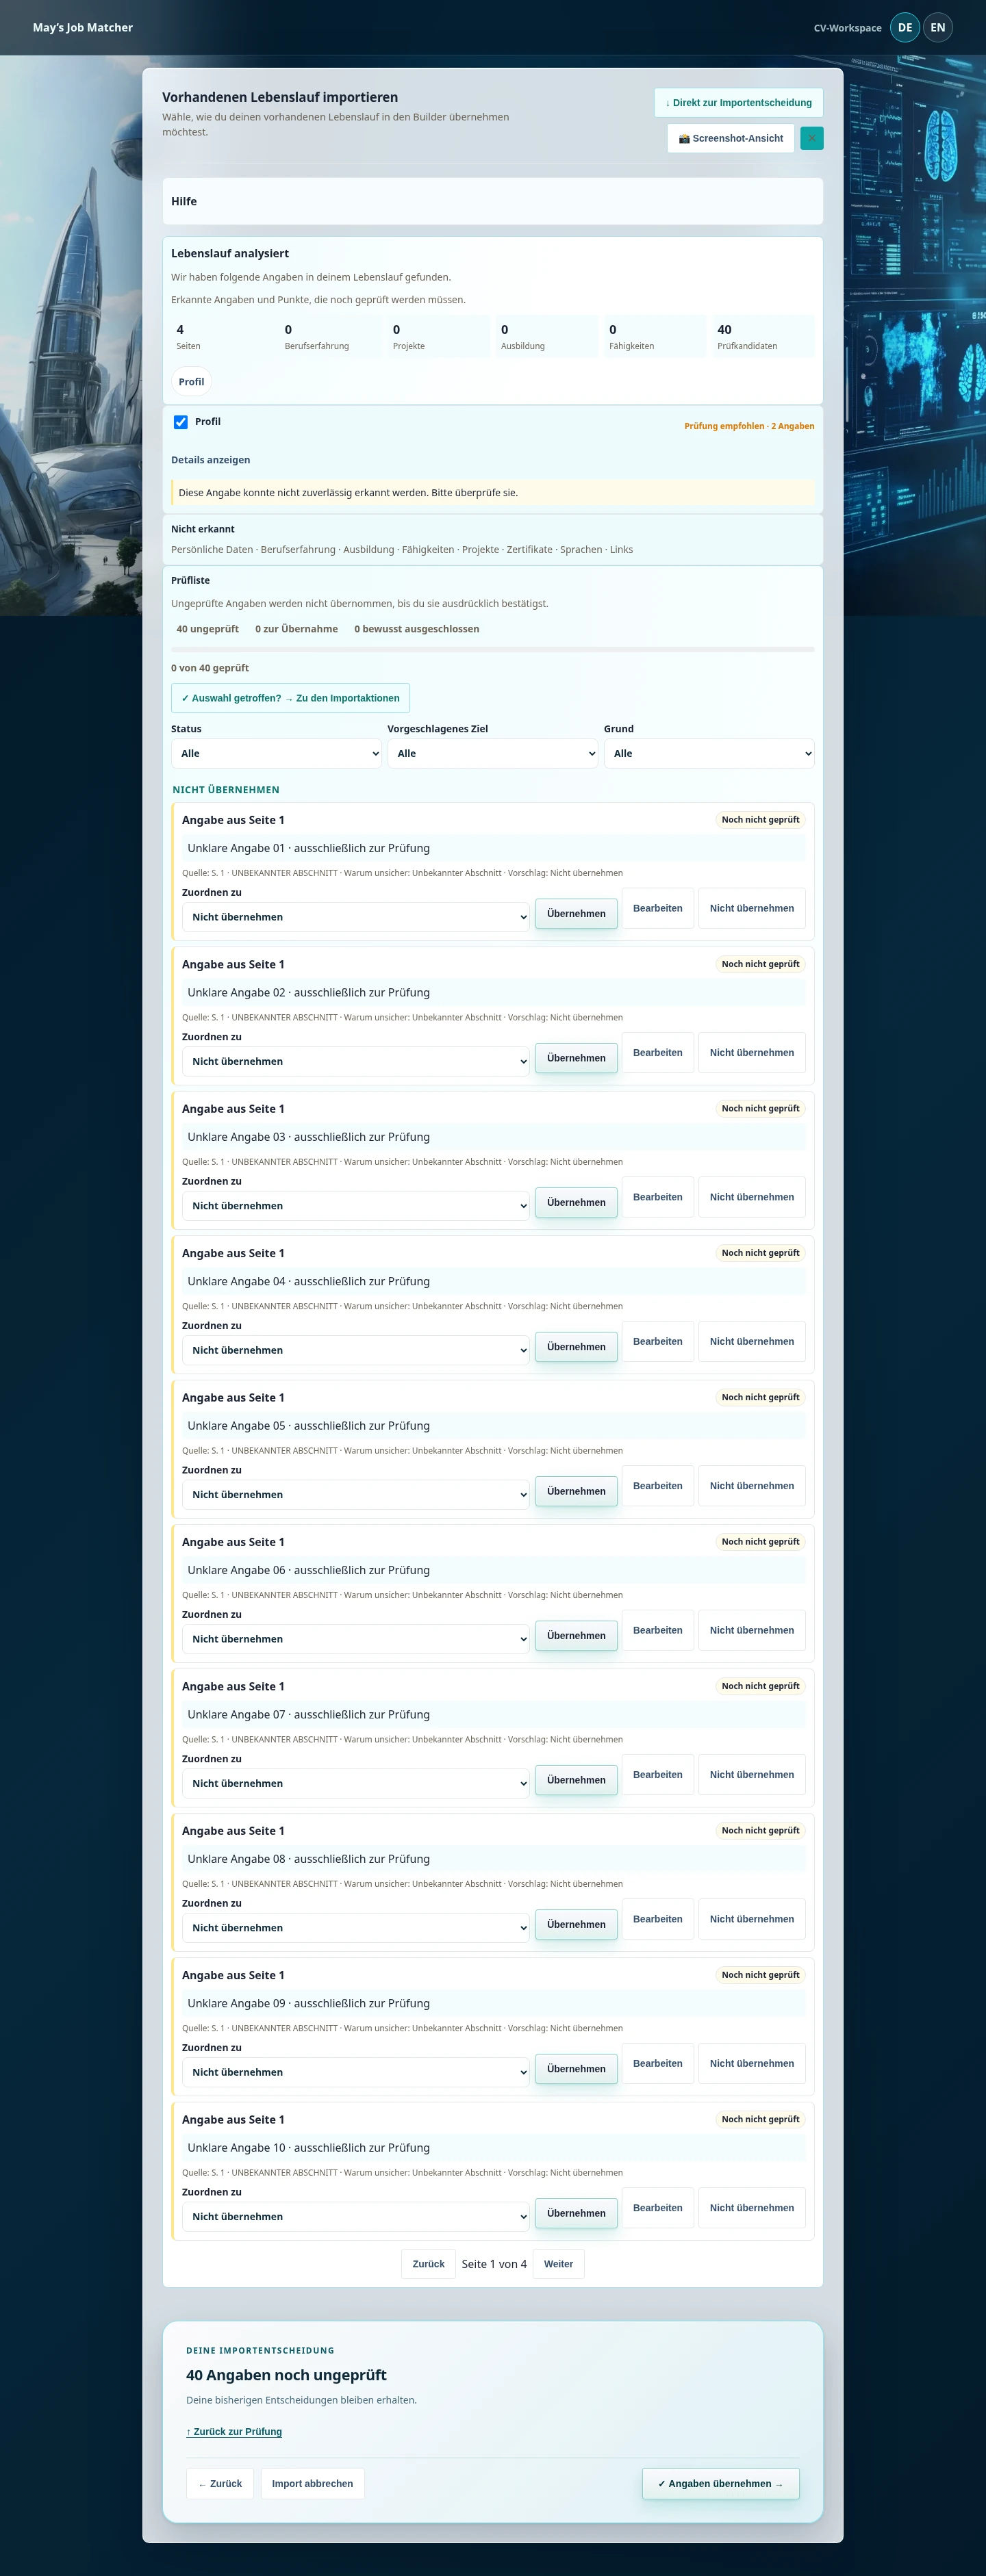 May's Job Matcher
CV-Workspace DE EN
Vorhandenen Lebenslauf importieren
Wähle, wie du deinen vorhandenen Lebenslauf in den Builder übernehmen
möchtest.
↓ Direkt zur Importentscheidung
📸 Screenshot-Ansicht ✕
Hilfe
Lebenslauf analysiert
Wir haben folgende Angaben in deinem Lebenslauf gefunden.
Erkannte Angaben und Punkte, die noch geprüft werden müssen.
4 0 0 0 0 40
Seiten Berufserfahrung Projekte Ausbildung Fähigkeiten Prüfkandidaten
Profil
Profil Prüfung empfohlen · 2 Angaben
Details anzeigen
Diese Angabe konnte nicht zuverlässig erkannt werden. Bitte überprüfe sie.
Nicht erkannt
Persönliche Daten · Berufserfahrung · Ausbildung · Fähigkeiten · Projekte · Zertifikate · Sprachen · Links
Prüfliste
Ungeprüfte Angaben werden nicht übernommen, bis du sie ausdrücklich bestätigst.
40 ungeprüft 0 zur Übernahme 0 bewusst ausgeschlossen
0 von 40 geprüft
✓ Auswahl getroffen? → Zu den Importaktionen
Status Vorgeschlagenes Ziel Grund
Alle Alle Alle
NICHT ÜBERNEHMEN
Angabe aus Seite 1 Noch nicht geprüft
Unklare Angabe 01 · ausschließlich zur Prüfung
Quelle: S. 1 · UNBEKANNTER ABSCHNITT · Warum unsicher: Unbekannter Abschnitt · Vorschlag: Nicht übernehmen
Zuordnen zu
Nicht übernehmen Übernehmen Bearbeiten Nicht übernehmen
Angabe aus Seite 1 Noch nicht geprüft
Unklare Angabe 02 · ausschließlich zur Prüfung
Quelle: S. 1 · UNBEKANNTER ABSCHNITT · Warum unsicher: Unbekannter Abschnitt · Vorschlag: Nicht übernehmen
Zuordnen zu
Nicht übernehmen Übernehmen Bearbeiten Nicht übernehmen
Angabe aus Seite 1 Noch nicht geprüft
Unklare Angabe 03 · ausschließlich zur Prüfung
Quelle: S. 1 · UNBEKANNTER ABSCHNITT · Warum unsicher: Unbekannter Abschnitt · Vorschlag: Nicht übernehmen
Zuordnen zu
Nicht übernehmen Übernehmen Bearbeiten Nicht übernehmen
Angabe aus Seite 1 Noch nicht geprüft
Unklare Angabe 04 · ausschließlich zur Prüfung
Quelle: S. 1 · UNBEKANNTER ABSCHNITT · Warum unsicher: Unbekannter Abschnitt · Vorschlag: Nicht übernehmen
Zuordnen zu
Nicht übernehmen Übernehmen Bearbeiten Nicht übernehmen
Angabe aus Seite 1 Noch nicht geprüft
Unklare Angabe 05 · ausschließlich zur Prüfung
Quelle: S. 1 · UNBEKANNTER ABSCHNITT · Warum unsicher: Unbekannter Abschnitt · Vorschlag: Nicht übernehmen
Zuordnen zu
Nicht übernehmen Übernehmen Bearbeiten Nicht übernehmen
Angabe aus Seite 1 Noch nicht geprüft
Unklare Angabe 06 · ausschließlich zur Prüfung
Quelle: S. 1 · UNBEKANNTER ABSCHNITT · Warum unsicher: Unbekannter Abschnitt · Vorschlag: Nicht übernehmen
Zuordnen zu
Nicht übernehmen Übernehmen Bearbeiten Nicht übernehmen
Angabe aus Seite 1 Noch nicht geprüft
Unklare Angabe 07 · ausschließlich zur Prüfung
Quelle: S. 1 · UNBEKANNTER ABSCHNITT · Warum unsicher: Unbekannter Abschnitt · Vorschlag: Nicht übernehmen
Zuordnen zu
Nicht übernehmen Übernehmen Bearbeiten Nicht übernehmen
Angabe aus Seite 1 Noch nicht geprüft
Unklare Angabe 08 · ausschließlich zur Prüfung
Quelle: S. 1 · UNBEKANNTER ABSCHNITT · Warum unsicher: Unbekannter Abschnitt · Vorschlag: Nicht übernehmen
Zuordnen zu
Nicht übernehmen Übernehmen Bearbeiten Nicht übernehmen
Angabe aus Seite 1 Noch nicht geprüft
Unklare Angabe 09 · ausschließlich zur Prüfung
Quelle: S. 1 · UNBEKANNTER ABSCHNITT · Warum unsicher: Unbekannter Abschnitt · Vorschlag: Nicht übernehmen
Zuordnen zu
Nicht übernehmen Übernehmen Bearbeiten Nicht übernehmen
Angabe aus Seite 1 Noch nicht geprüft
Unklare Angabe 10 · ausschließlich zur Prüfung
Quelle: S. 1 · UNBEKANNTER ABSCHNITT · Warum unsicher: Unbekannter Abschnitt · Vorschlag: Nicht übernehmen
Zuordnen zu
Nicht übernehmen Übernehmen Bearbeiten Nicht übernehmen
Zurück Seite 1 von 4 Weiter
DEINE IMPORTENTSCHEIDUNG
40 Angaben noch ungeprüft
Deine bisherigen Entscheidungen bleiben erhalten.
↑ Zurück zur Prüfung
← Zurück Import abbrechen ✓ Angaben übernehmen →